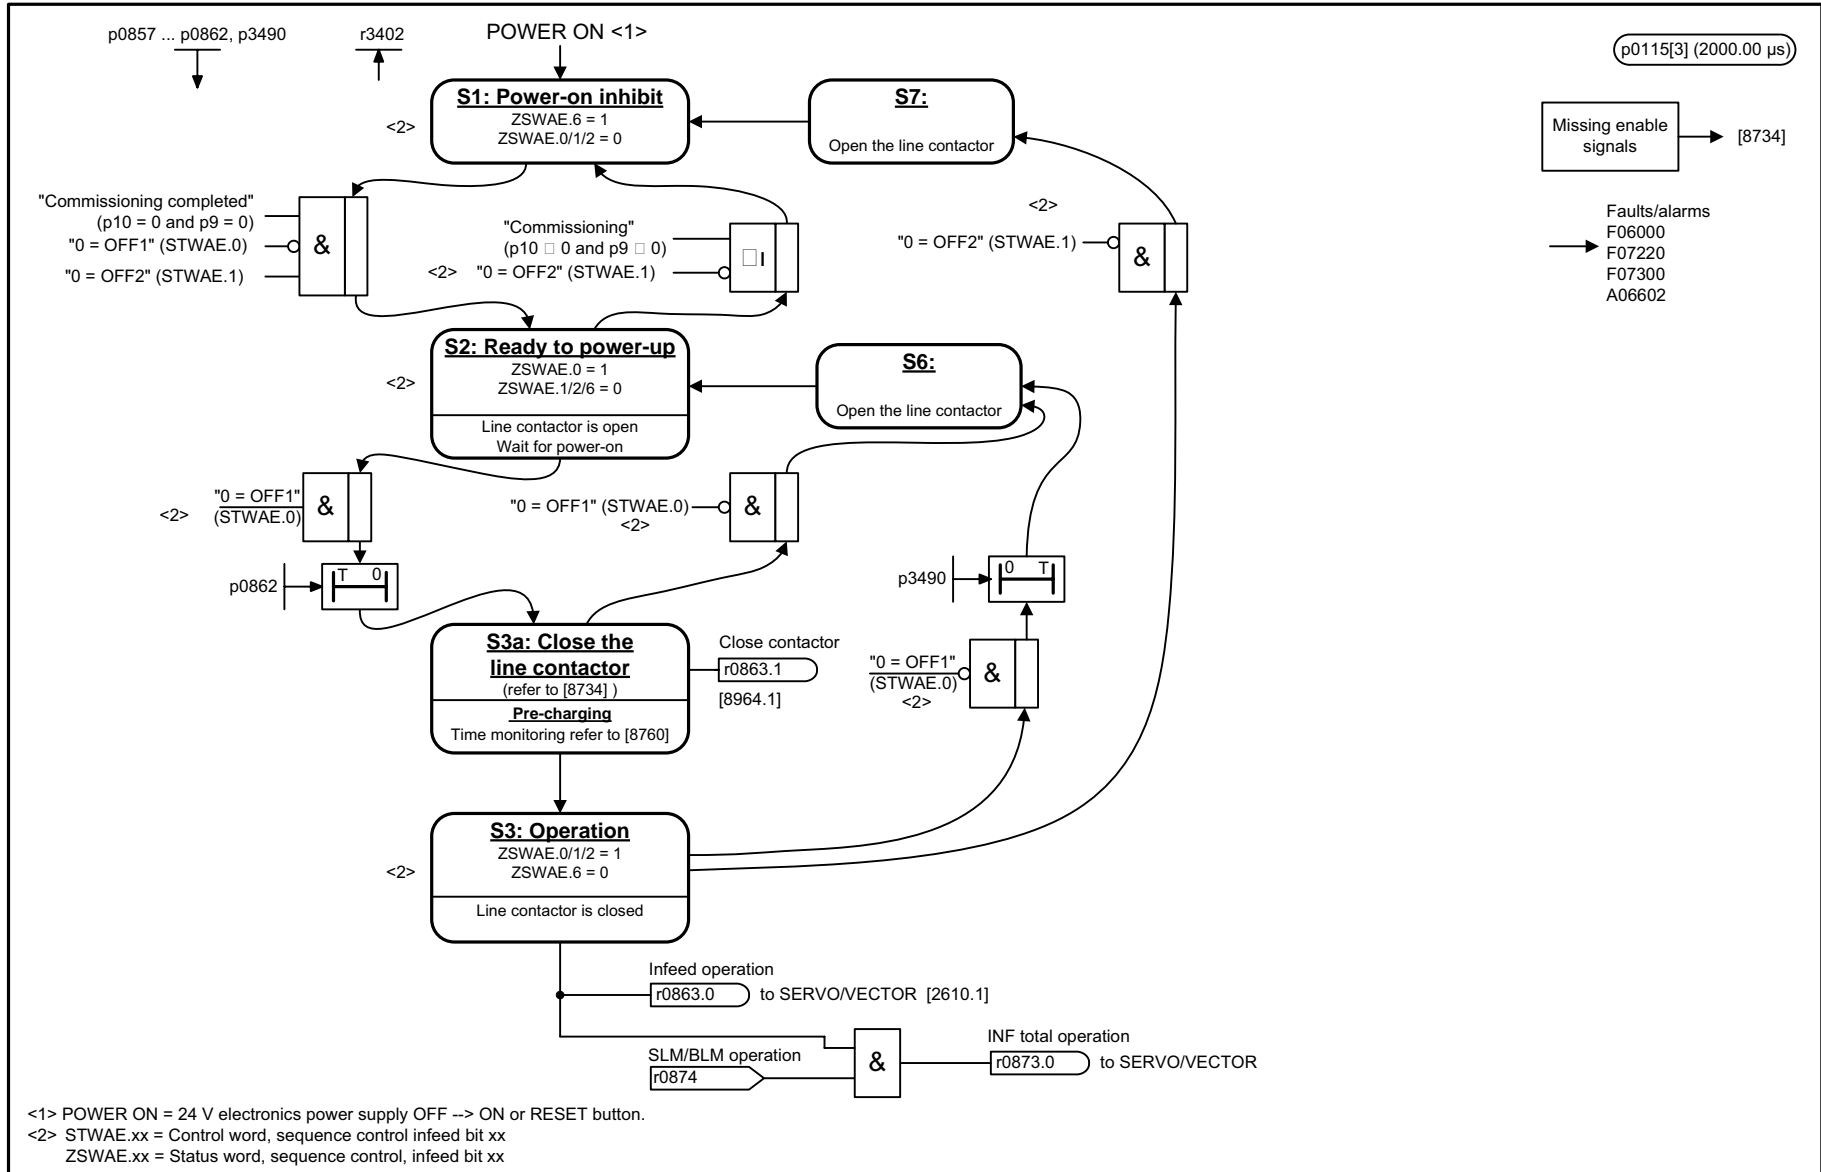 p0857 ... p0862, p3490
r3402
POWER ON <1>
p0115[3] (2000.00 µs)
S1: Power-on inhibit
ZSWAE.6 = 1
ZSWAE.0/1/2 = 0
<2>
S7:
Open the line contactor
Missing enable
signals
[8734]
"Commissioning completed"
(p10 = 0 and p9 = 0)
"0 = OFF1" (STWAE.0)
"0 = OFF2" (STWAE.1)
&
"Commissioning"
(p10 □ 0 and p9 □ 0)
<2> "0 = OFF2" (STWAE.1)
□I
<2>
"0 = OFF2" (STWAE.1)
&
Faults/alarms
F06000
F07220
F07300
A06602
S2: Ready to power-up
ZSWAE.0 = 1
ZSWAE.1/2/6 = 0
<2>
Line contactor is open
Wait for power-on
S6:
Open the line contactor
"0 = OFF1"
(STWAE.0)
<2>
&
"0 = OFF1" (STWAE.0)
<2>
&
p0862
T 0
p3490
0 T
S3a: Close the
line contactor
(refer to [8734] )
Pre-charging
Time monitoring refer to [8760]
Close contactor
r0863.1
[8964.1]
"0 = OFF1"
(STWAE.0)
<2>
&
S3: Operation
ZSWAE.0/1/2 = 1
ZSWAE.6 = 0
<2>
Line contactor is closed
Infeed operation
r0863.0 to SERVO/VECTOR [2610.1]
SLM/BLM operation
r0874
&
INF total operation
r0873.0 to SERVO/VECTOR
<1> POWER ON = 24 V electronics power supply OFF --> ON or RESET button.
<2> STWAE.xx = Control word, sequence control infeed bit xx
ZSWAE.xx = Status word, sequence control, infeed bit xx